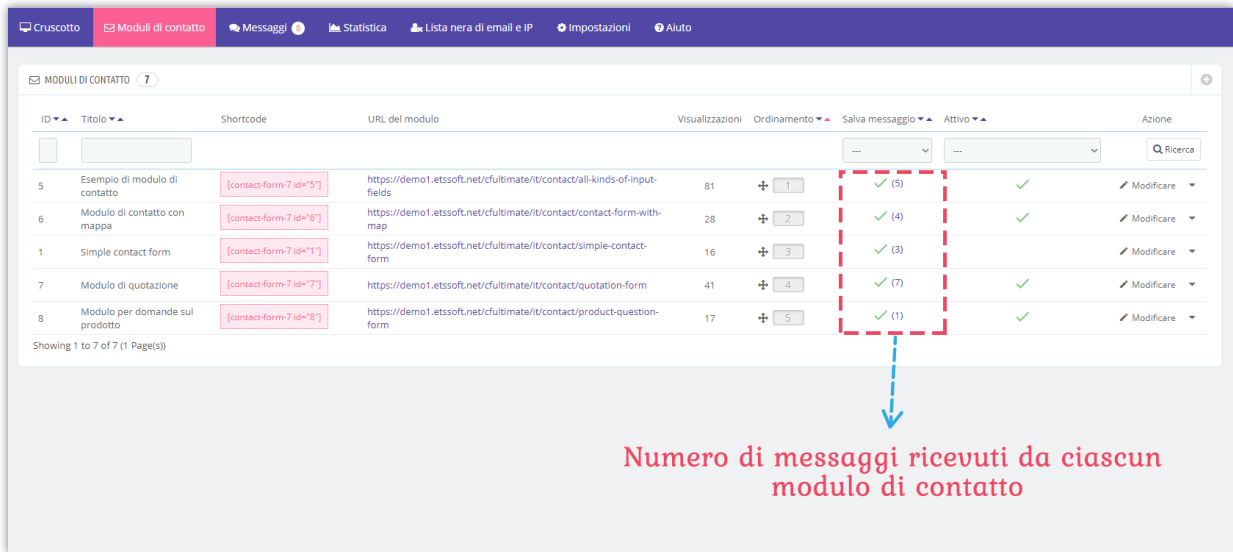 Cruscotto Moduli di contatto Messaggi 8 Statistica Lista nera di email e IP Impostazioni Aiuto
MODULI DI CONTATTO 7
ID Titolo Shortcode URL del modulo Visualizzazioni Ordinamento Salva messaggio Attivo Azione
--- --- Ricerca
5 Esempio di modulo di contatto [contact-form-7 id="5"] https://demo1.etssoft.net/cfultimate/it/contact/all-kinds-of-input-fields 81 1 (5) Modificare
6 Modulo di contatto con mappa [contact-form-7 id="6"] https://demo1.etssoft.net/cfultimate/it/contact/contact-form-with-map 28 2 (4) Modificare
1 Simple contact form [contact-form-7 id="1"] https://demo1.etssoft.net/cfultimate/it/contact/simple-contact-form 16 3 (3) Modificare
7 Modulo di quotazione [contact-form-7 id="7"] https://demo1.etssoft.net/cfultimate/it/contact/quotation-form 41 4 (7) Modificare
8 Modulo per domande sul prodotto [contact-form-7 id="8"] https://demo1.etssoft.net/cfultimate/it/contact/product-question-form 17 5 (1) Modificare
Showing 1 to 7 of 7 (1 Page(s))
Numero di messaggi ricevuti da ciascun
modulo di contatto